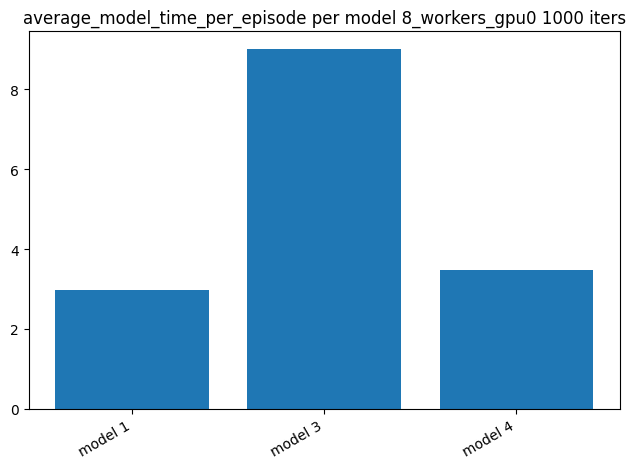 average_model_time_per_episode per model 8_workers_gpu0 1000 iters
8
6
4
2
0
model 1
model 3
model 4